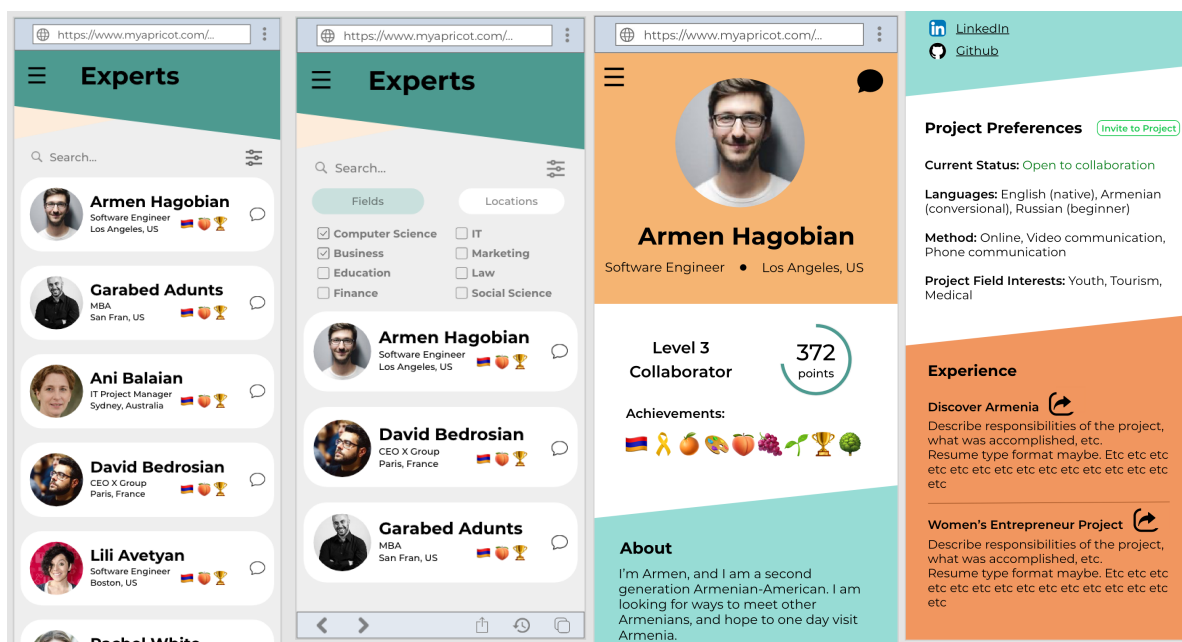 https://www.myapricot.com/...
Experts
Search...
Armen Hagobian
Software Engineer
Los Angeles, US
Garabed Adunts
MBA
San Fran, US
Ani Balaian
IT Project Manager
Sydney, Australia
David Bedrosian
CEO X Group
Paris, France
Lili Avetyan
Software Engineer
Boston, US
Rachel White
https://www.myapricot.com/...
Experts
Search...
Fields Locations
Computer Science IT
Business Marketing
Education Law
Finance Social Science
Armen Hagobian
Software Engineer
Los Angeles, US
David Bedrosian
CEO X Group
Paris, France
Garabed Adunts
MBA
San Fran, US
https://www.myapricot.com/...
Armen Hagobian
Software Engineer • Los Angeles, US
Level 3
Collaborator
372
points
Achievements:
About
I'm Armen, and I am a second
generation Armenian-American. I am
looking for ways to meet other
Armenians, and hope to one day visit
Armenia.
in LinkedIn
Github
Project Preferences Invite to Project
Current Status: Open to collaboration
Languages: English (native), Armenian
(conversional), Russian (beginner)
Method: Online, Video communication,
Phone communication
Project Field Interests: Youth, Tourism,
Medical
Experience
Discover Armenia
Describe responsibilities of the project,
what was accomplished, etc.
Resume type format maybe. Etc etc etc
etc etc etc etc etc etc etc etc etc etc etc
etc
Women's Entrepreneur Project
Describe responsibilities of the project,
what was accomplished, etc.
Resume type format maybe. Etc etc etc
etc etc etc etc etc etc etc etc etc etc etc
etc